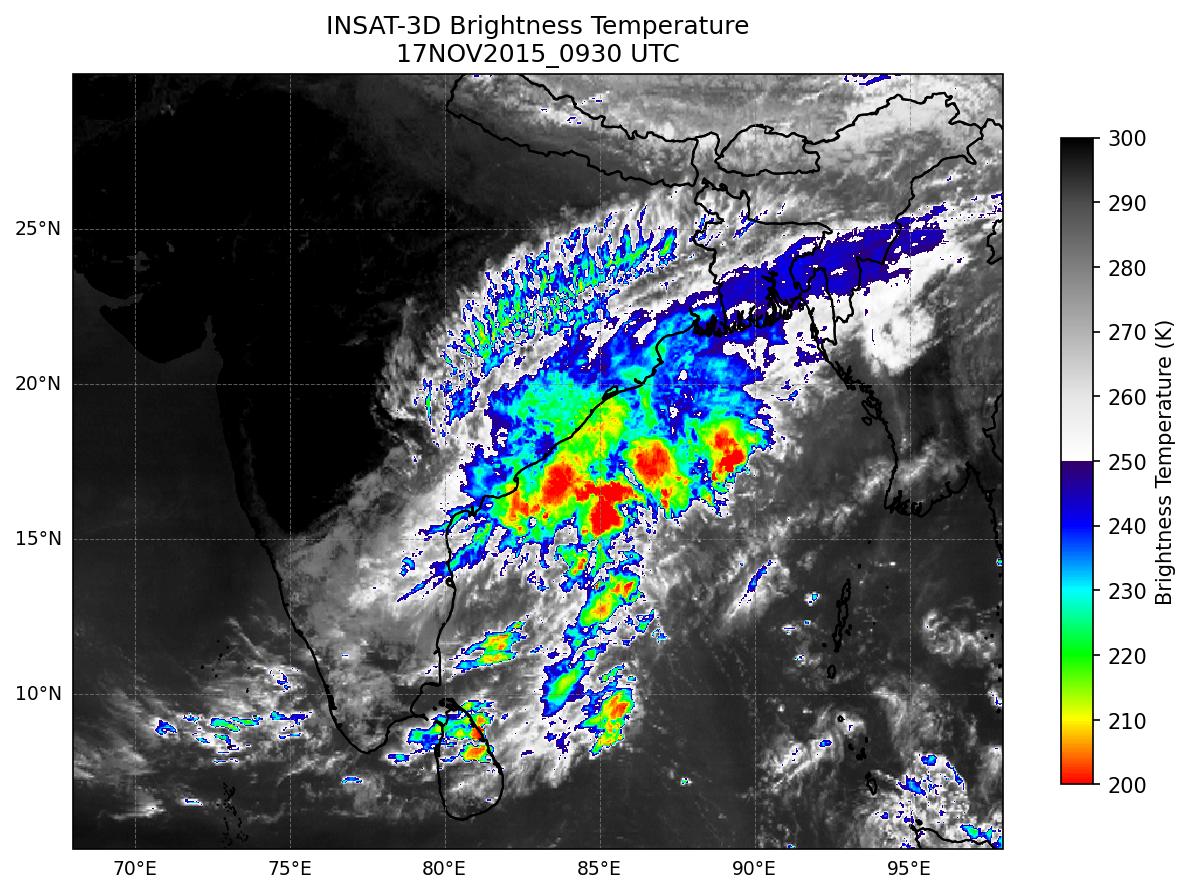 INSAT-3D Brightness Temperature
17NOV2015_0930 UTC
25°N
20°N
15°N
10°N
70°E
75°E
80°E
85°E
90°E
95°E
300
290
280
270
260
250
240
230
220
210
200
Brightness Temperature (K)